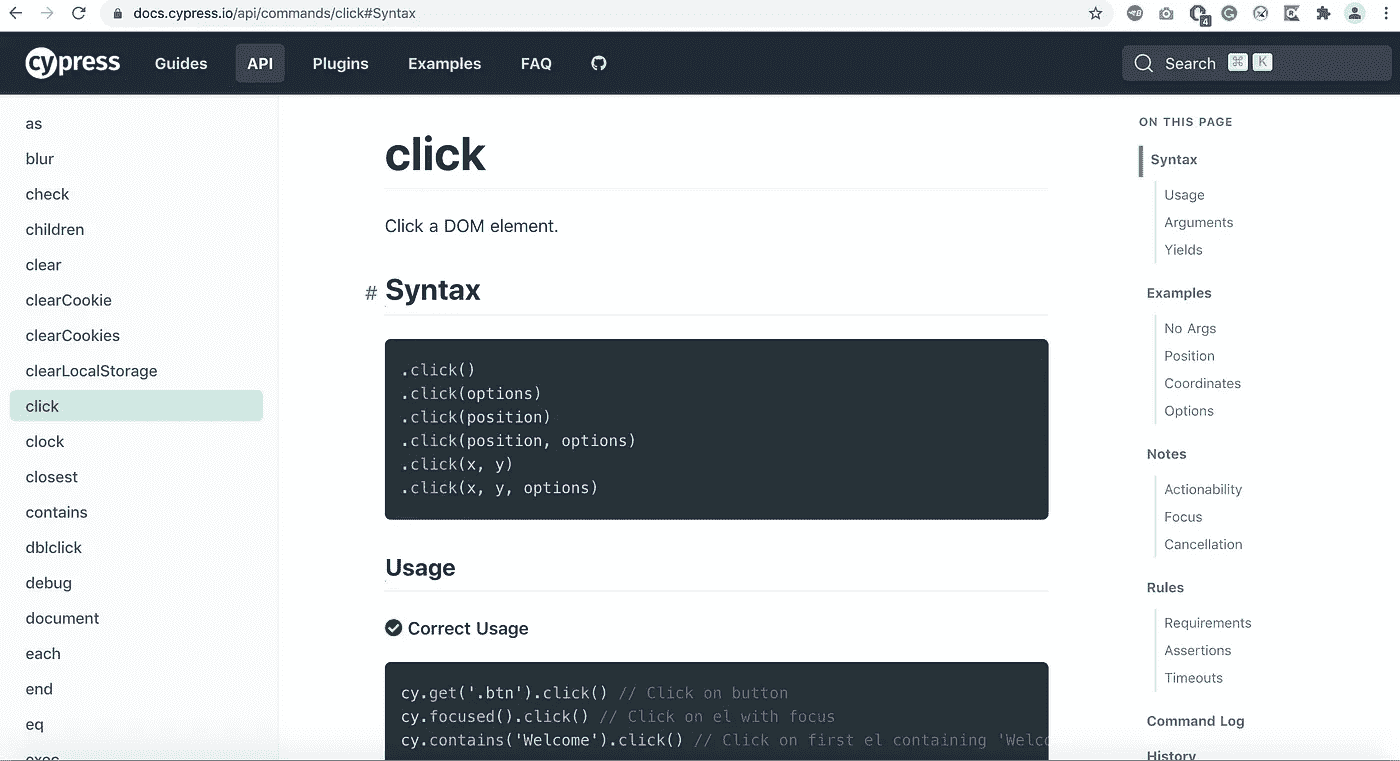 docs.cypress.io/api/commands/click#Syntax
4
cypress
Guides
API
Plugins
Examples
FAQ
Search ⌘ K
as
blur
check
children
clear
clearCookie
clearCookies
clearLocalStorage
click
clock
closest
contains
dblclick
debug
document
each
end
eq
exec
click
Click a DOM element.
# Syntax
.click()
.click(options)
.click(position)
.click(position, options)
.click(x, y)
.click(x, y, options)
Usage
Correct Usage
cy.get('.btn').click() // Click on button
cy.focused().click() // Click on el with focus
cy.contains('Welcome').click() // Click on first el containing 'Welco
ON THIS PAGE
Syntax
Usage
Arguments
Yields
Examples
No Args
Position
Coordinates
Options
Notes
Actionability
Focus
Cancellation
Rules
Requirements
Assertions
Timeouts
Command Log
History